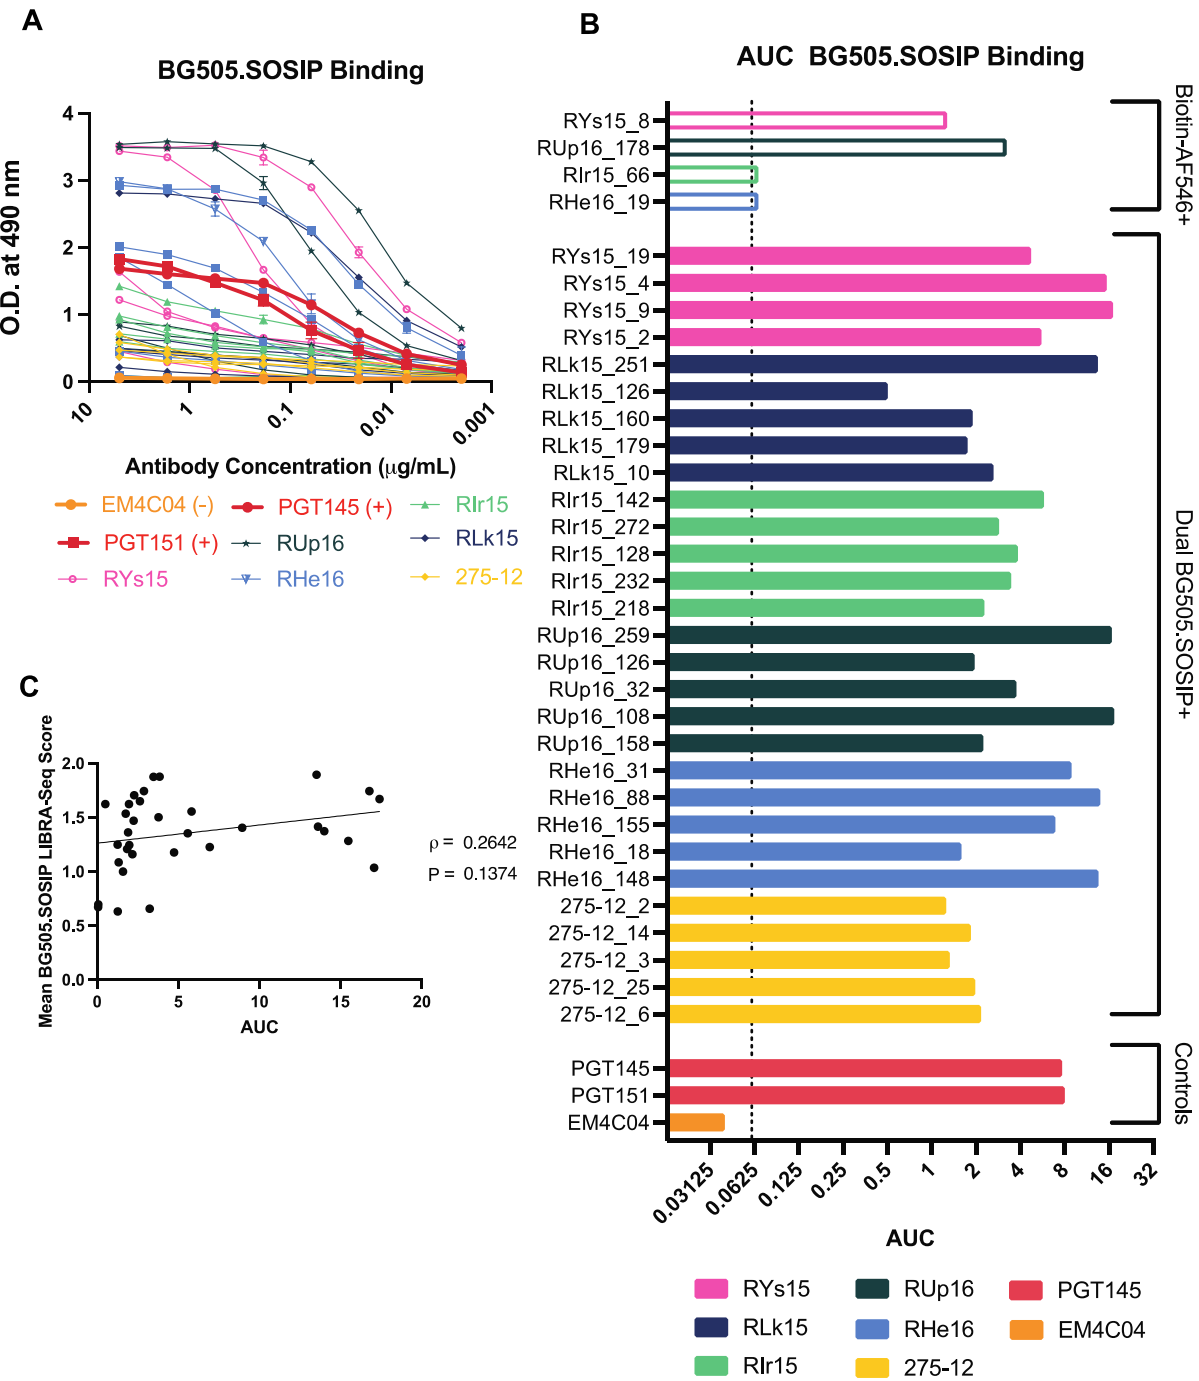 A
BG505.SOSIP Binding
O.D. at 490 nm
4
3
2
1
0
10
1
0.1
0.01
0.001
Antibody Concentration (μg/mL)
EM4C04 (-)
PGT145 (+)
RIr15
PGT151 (+)
RUp16
RLk15
RYs15
RHe16
275-12
B
AUC BG505.SOSIP Binding
RYs15_8
RUp16_178
RIr15_66
RHe16_19
RYs15_19
RYs15_4
RYs15_9
RYs15_2
RLk15_251
RLk15_126
RLk15_160
RLk15_179
RLk15_10
RIr15_142
RIr15_272
RIr15_128
RIr15_232
RIr15_218
RUp16_259
RUp16_126
RUp16_32
RUp16_108
RUp16_158
RHe16_31
RHe16_88
RHe16_155
RHe16_18
RHe16_148
275-12_2
275-12_14
275-12_3
275-12_25
275-12_6
PGT145
PGT151
EM4C04
Biotin-AF546+
Dual BG505.SOSIP+
Controls
0.03125
0.0625
0.125
0.25
0.5
1
2
4
8
16
32
AUC
RYs15
RUp16
PGT145
RLk15
RHe16
EM4C04
RIr15
275-12
C
Mean BG505.SOSIP LIBRA-Seq Score
2.0
1.5
1.0
0.5
0.0
0
5
10
15
20
AUC
ρ = 0.2642
P = 0.1374